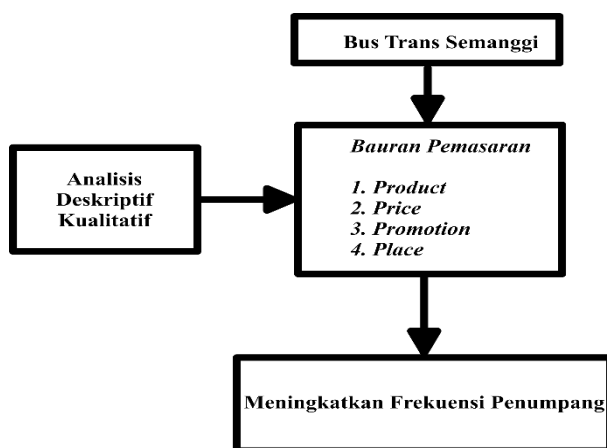 Bus Trans Semanggi
Bauran Pemasaran
1. Product
2. Price
3. Promotion
4. Place
Analisis
Deskriptif
Kualitatif
Meningkatkan Frekuensi Penumpang